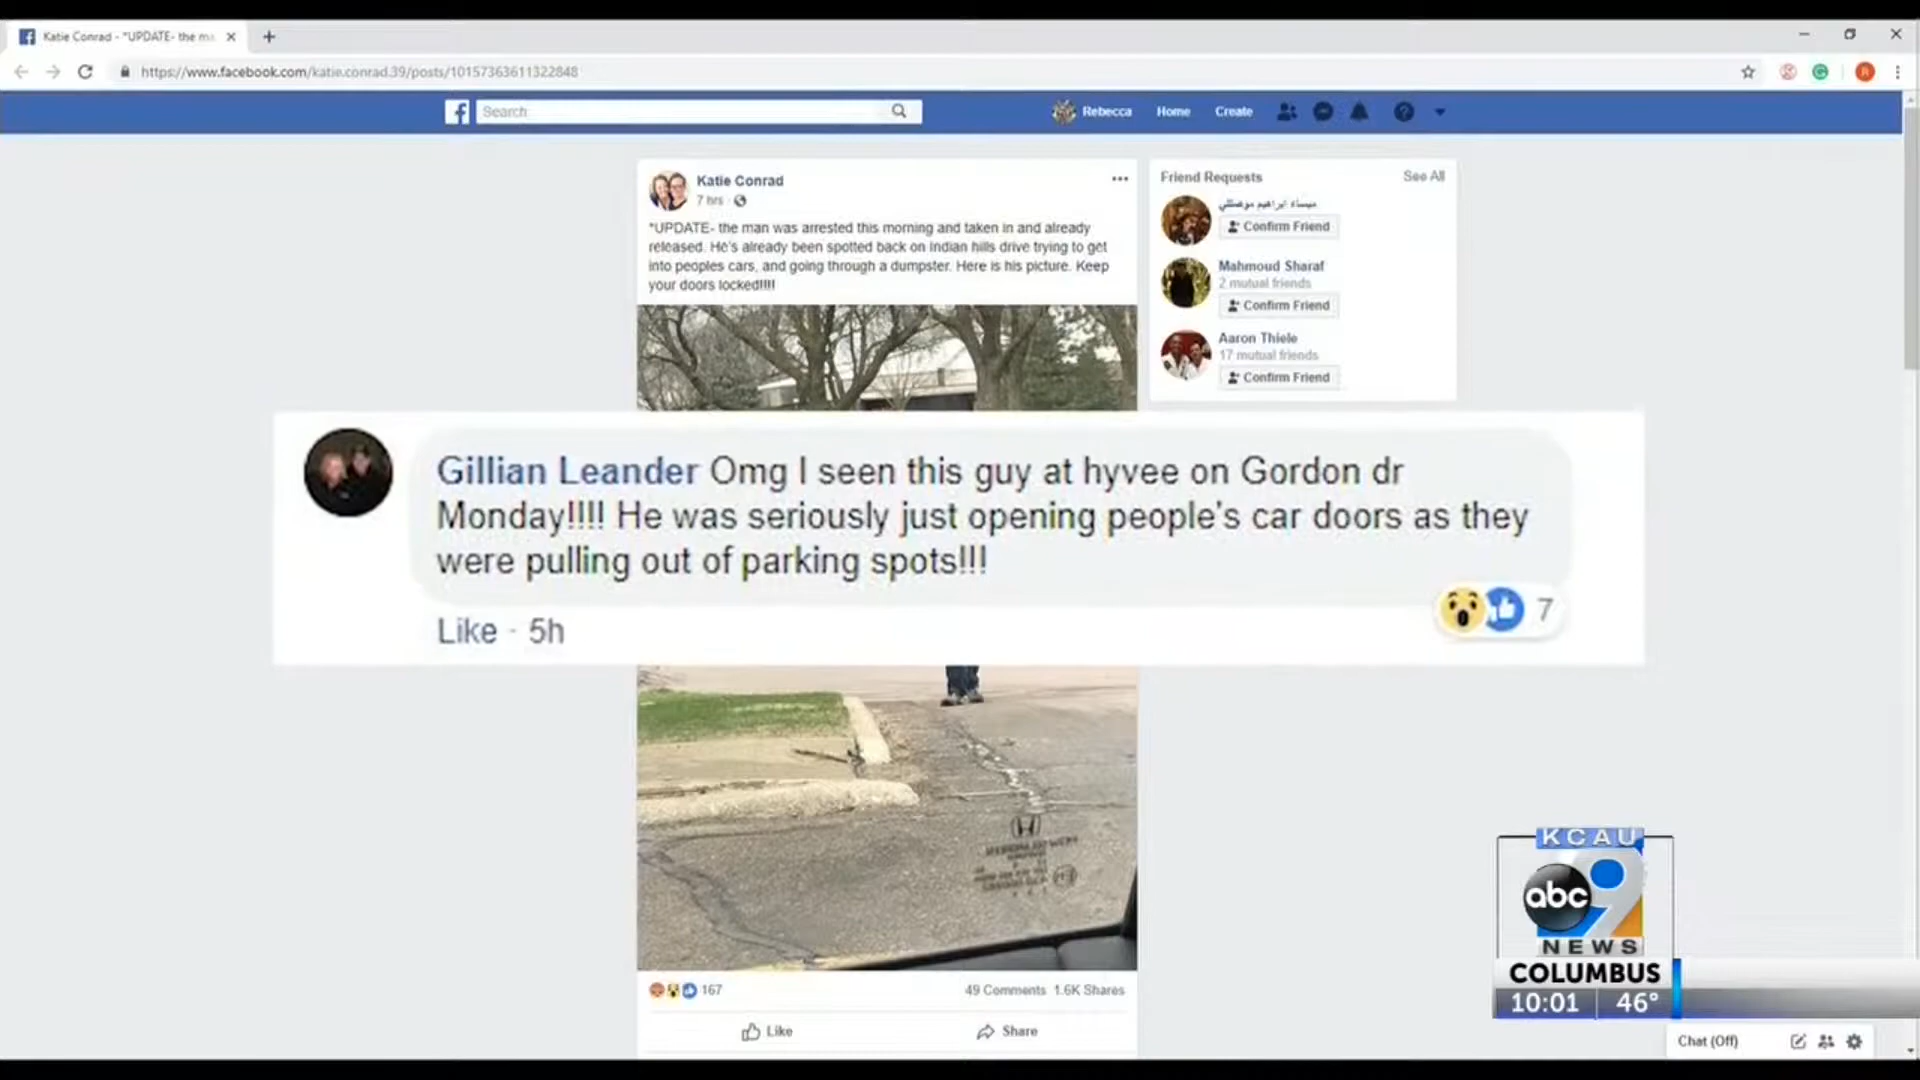 Katie Conrad - "UPDATE- the ma
https://www.facebook.com/katie.conrad.39/posts/10157363611322848
Search
Rebecca
Home
Create
Katie Conrad
7 hrs
*UPDATE- the man was arrested this morning and taken in and already
released. He's already been spotted back on Indian hills drive trying to get
into peoples cars, and going through a dumpster. Here is his picture. Keep
your doors locked!!!!
Friend Requests
See All
ميساء ابراهيم موصللي
Confirm Friend
Mahmoud Sharaf
2 mutual friends
Confirm Friend
Aaron Thiele
17 mutual friends
Confirm Friend
Gillian Leander Omg I seen this guy at hyvee on Gordon dr
Monday!!!! He was seriously just opening people's car doors as they
were pulling out of parking spots!!!
7
Like · 5h
167
49 Comments 1.6K Shares
Like
Share
KCAU
abc 9
NEWS
COLUMBUS
10:01 46°
Chat (Off)